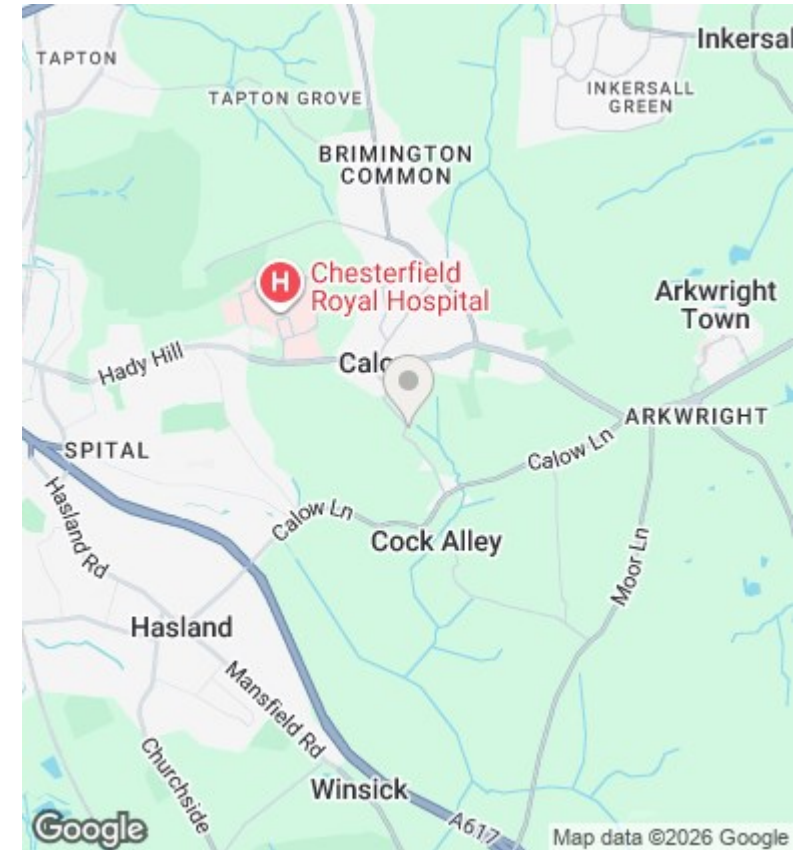 Inkersal
TAPTON
TAPTON GROVE
INKERSALL
GREEN
BRIMINGTON
COMMON
H
Chesterfield
Royal Hospital
Arkwright
Town
Hady Hill
Calo
ARKWRIGHT
SPITAL
Calow Ln
Hasland Rd
Calow Ln
Cock Alley
Moor Ln
Hasland
Mansfield Rd
Churchside
Winsick
A617
Google
Map data ©2026 Google